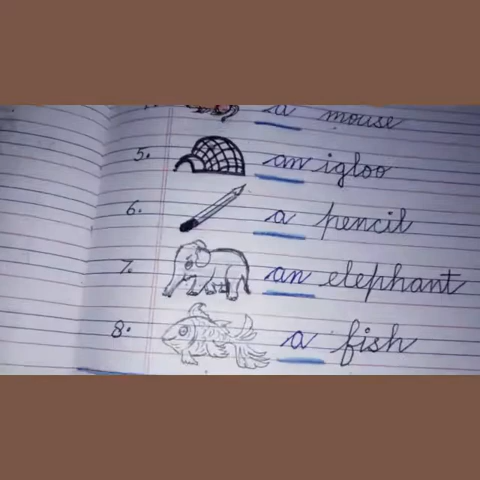 a mouse
5. an igloo
6. a pencil
7. an elephant
8. a fish